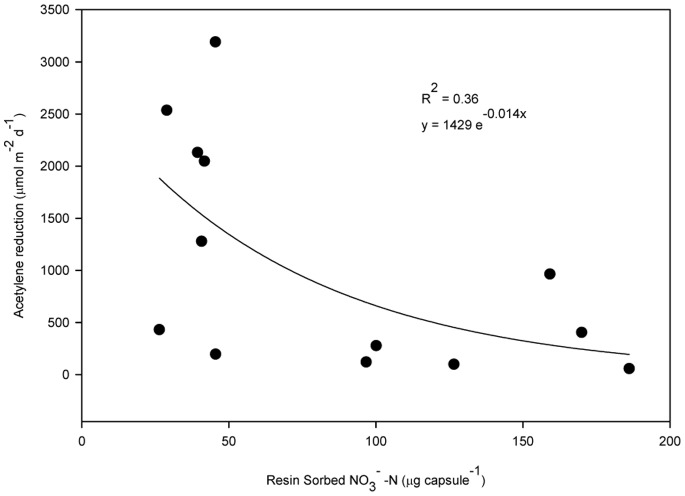 3500
3000
2500
2000
1500
1000
500
0
Acetylene reduction (μmol m⁻² d⁻¹)
R² = 0.36
y = 1429 e⁻⁰·⁰¹⁴ˣ
0 50 100 150 200
Resin Sorbed NO₃⁻ -N (μg capsule⁻¹)